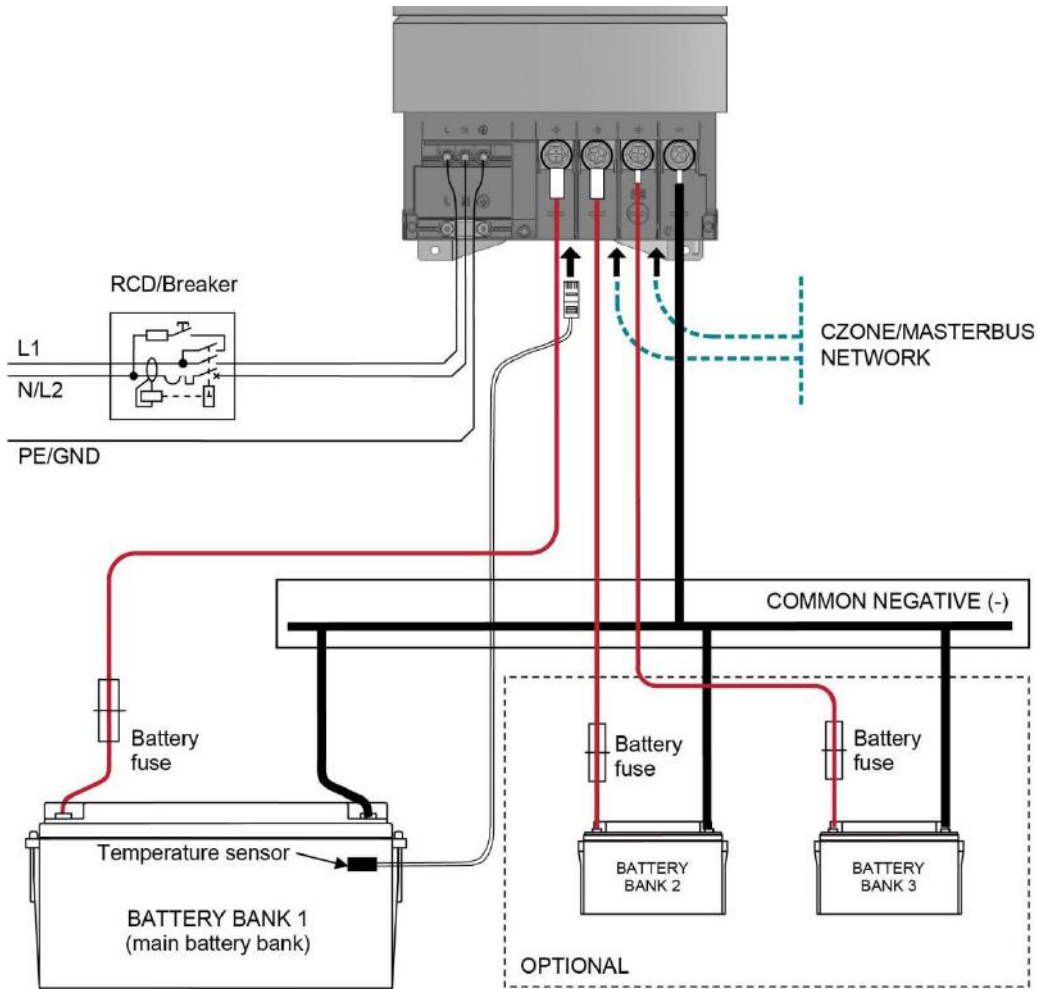 L N
+ + + -
L N
RCD/Breaker
L1
N/L2
PE/GND
CZONE/MASTERBUS
NETWORK
COMMON NEGATIVE (-)
Battery
fuse
Battery
fuse
Battery
fuse
Temperature sensor
BATTERY BANK 1
(main battery bank)
BATTERY
BANK 2
BATTERY
BANK 3
OPTIONAL